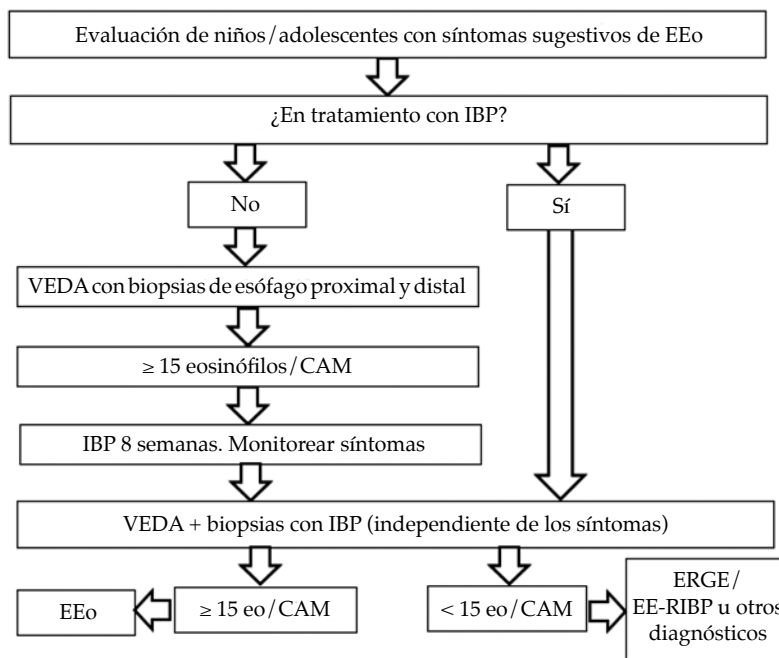 Evaluación de niños/adolescentes con síntomas sugestivos de EEo
¿En tratamiento con IBP?
No
Sí
VEDA con biopsias de esófago proximal y distal
≥ 15 eosinófilos/CAM
IBP 8 semanas. Monitorear síntomas
VEDA + biopsias con IBP (independiente de los síntomas)
EEo
≥ 15 eo/CAM
< 15 eo/CAM
ERGE/
EE-RIBP u otros
diagnósticos